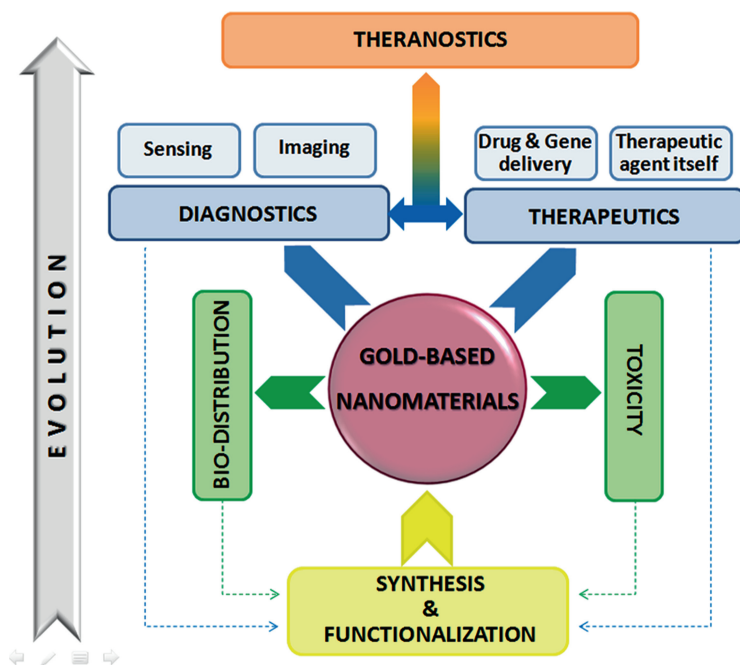 THERANOSTICS
Sensing
Imaging
Drug & Gene
delivery
Therapeutic
agent itself
DIAGNOSTICS
THERAPEUTICS
EVOLUTION
BIO-DISTRIBUTION
GOLD-BASED
NANOMATERIALS
TOXICITY
SYNTHESIS
&
FUNCTIONALIZATION